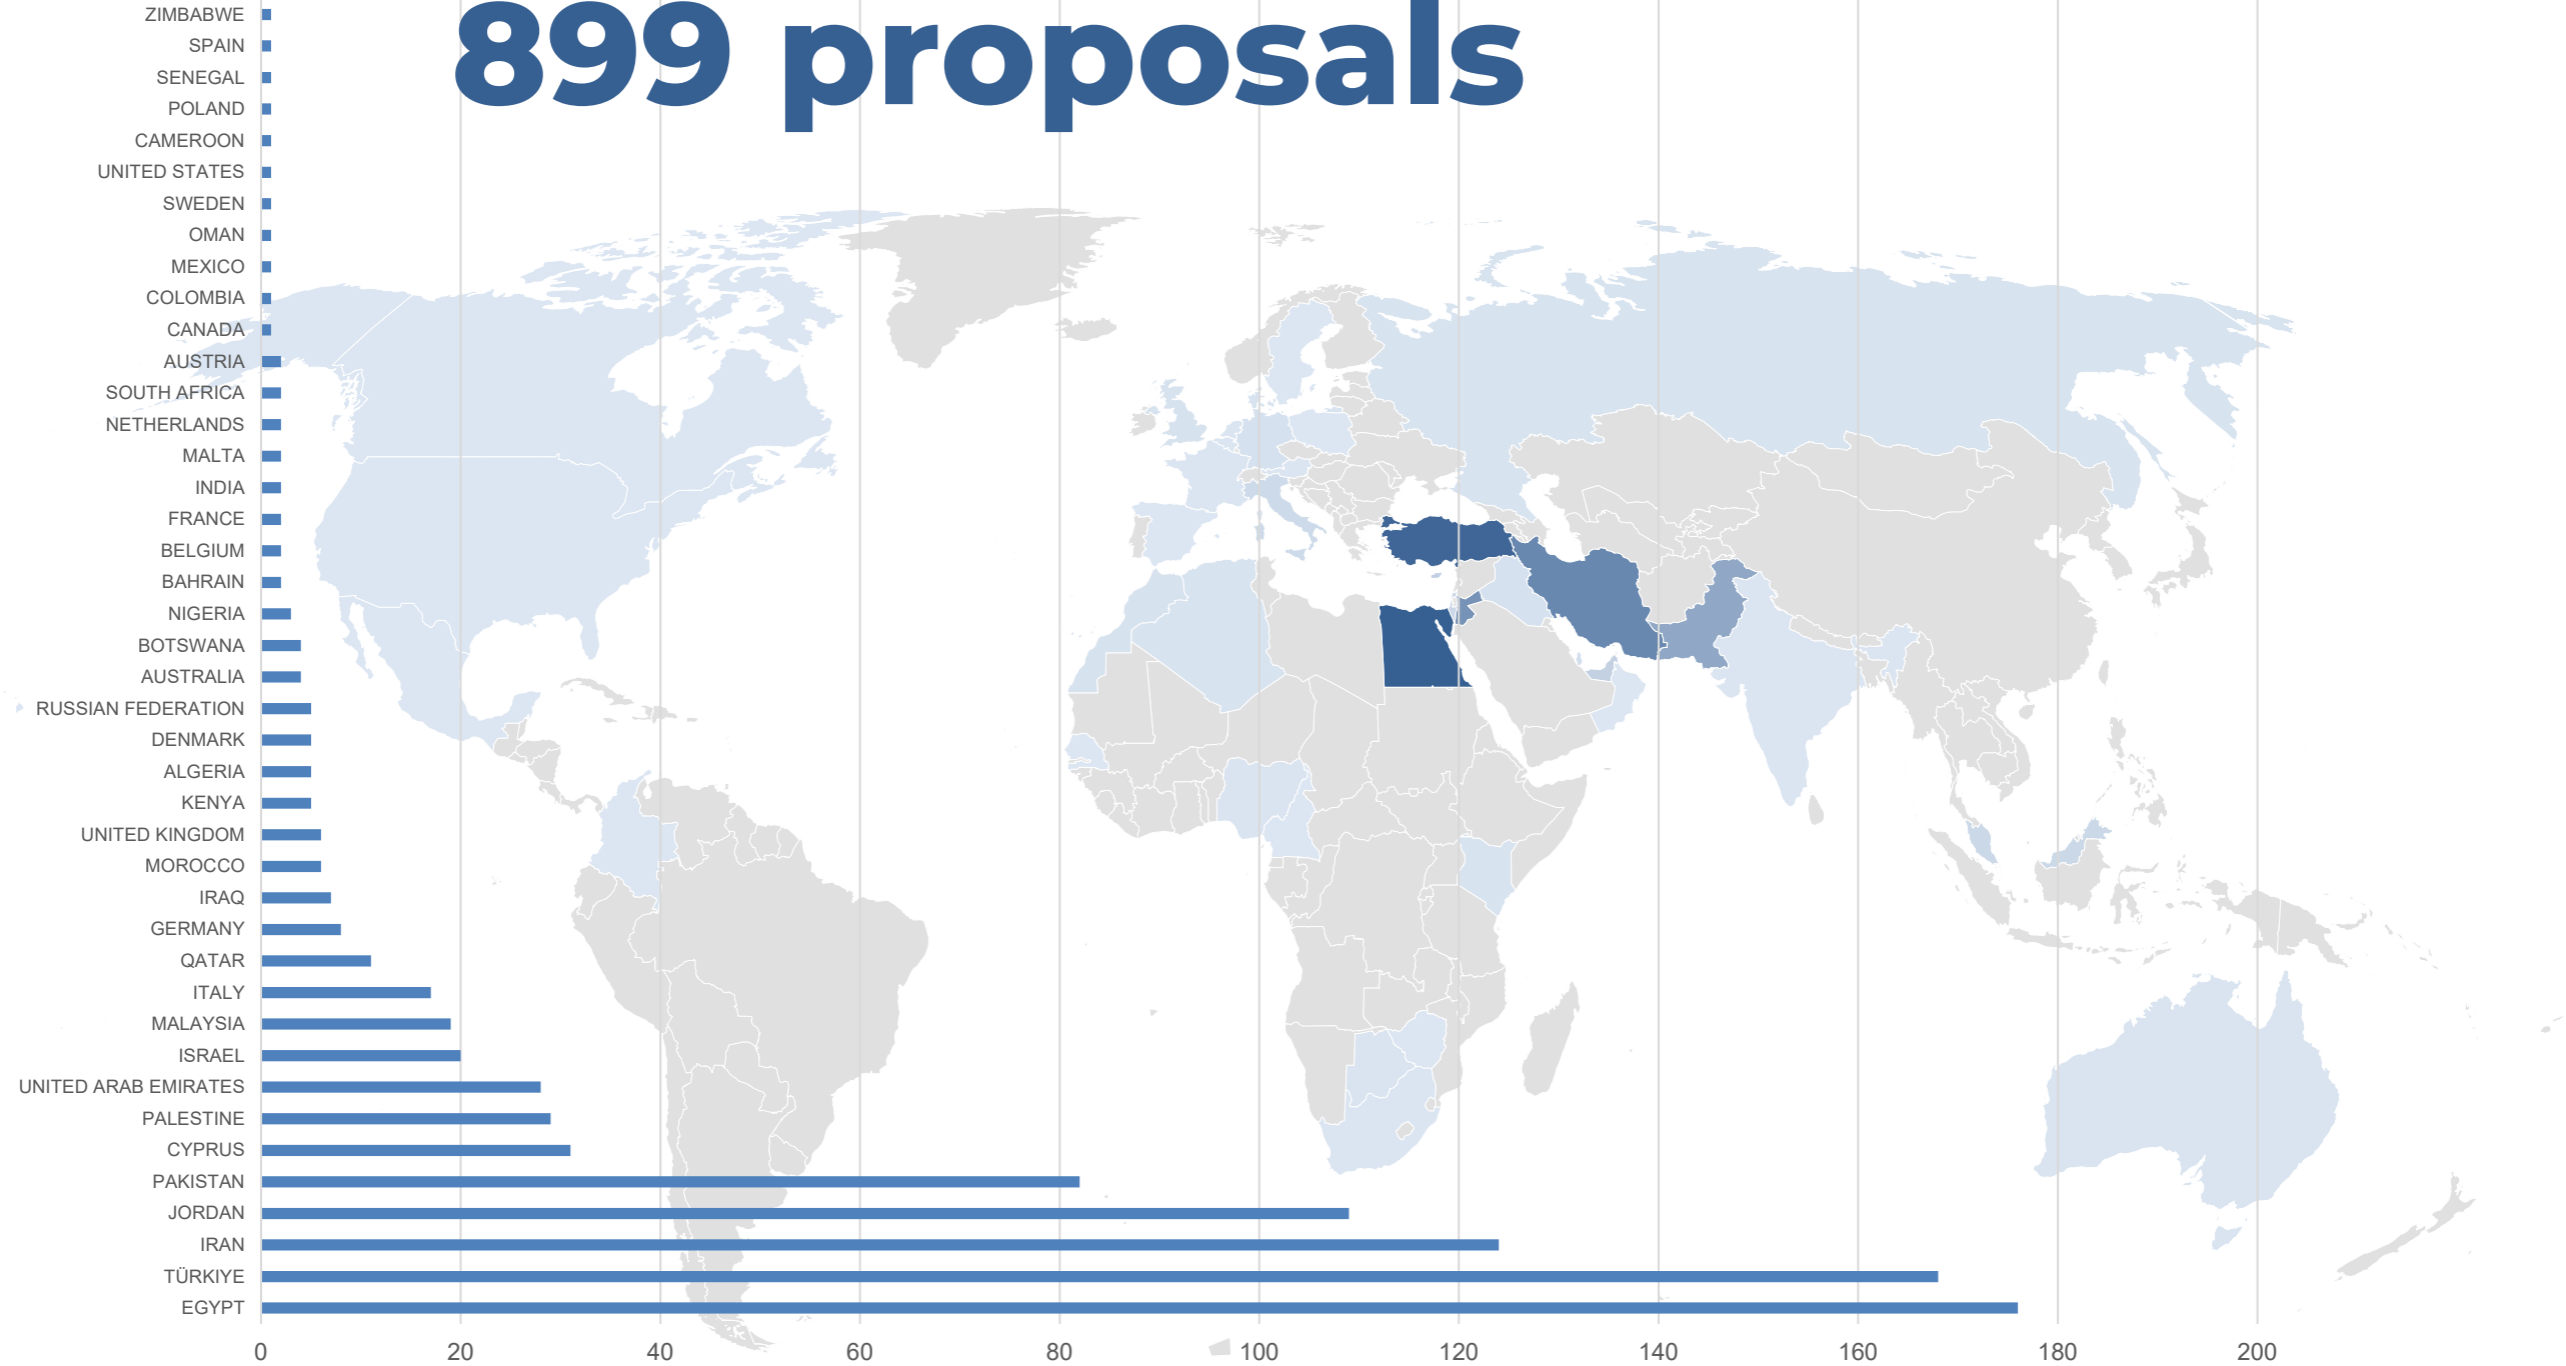 899 proposals
ZIMBABWE
SPAIN
SENEGAL
POLAND
CAMEROON
UNITED STATES
SWEDEN
OMAN
MEXICO
COLOMBIA
CANADA
AUSTRIA
SOUTH AFRICA
NETHERLANDS
MALTA
INDIA
FRANCE
BELGIUM
BAHRAIN
NIGERIA
BOTSWANA
AUSTRALIA
RUSSIAN FEDERATION
DENMARK
ALGERIA
KENYA
UNITED KINGDOM
MOROCCO
IRAQ
GERMANY
QATAR
ITALY
MALAYSIA
ISRAEL
UNITED ARAB EMIRATES
PALESTINE
CYPRUS
PAKISTAN
JORDAN
IRAN
TÜRKIYE
EGYPT
0 20 40 60 80 100 120 140 160 180 200